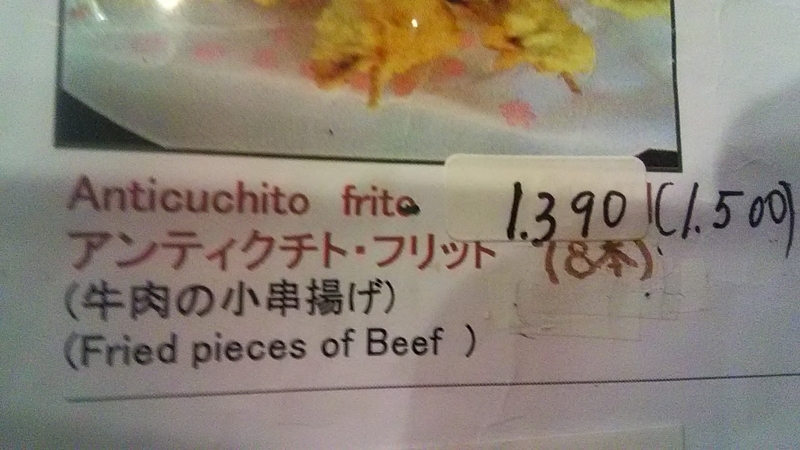 Anticuchito frito 1.390 (1.500)
アンティクチト・フリット (8本)
(牛肉の小串揚げ)
(Fried pieces of Beef )